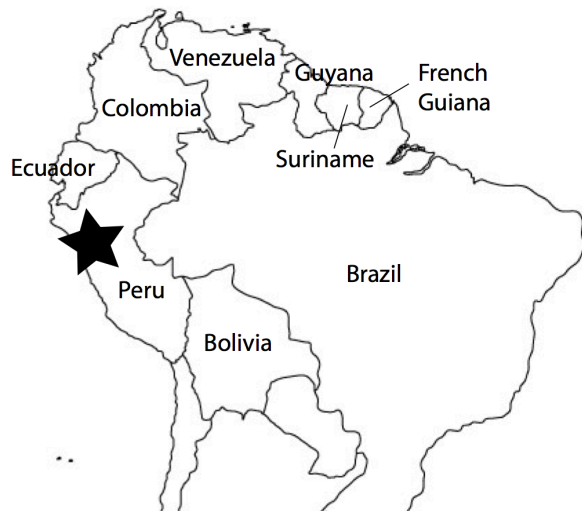 Venezuela
Guyana
French
Guiana
Colombia
Suriname
Ecuador
Peru
Brazil
Bolivia